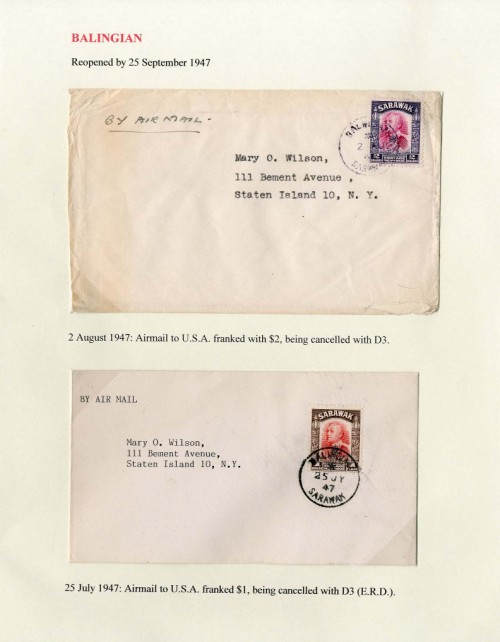 BALINGIAN
Reopened by 25 September 1947
BY AIR MAIL.
SARAWAK
SARAWAK
Mary O. Wilson,
111 Bement Avenue ,
Staten Island 10, N. Y.
2 August 1947: Airmail to U.S.A. franked with $2, being cancelled with D3.
BY AIR MAIL
SARAWAK
Mary O. Wilson,
111 Bement Avenue,
Staten Island 10, N.Y.
BALINGIAN
25 JY
47
SARAWAK
25 July 1947: Airmail to U.S.A. franked $1, being cancelled with D3 (E.R.D.).